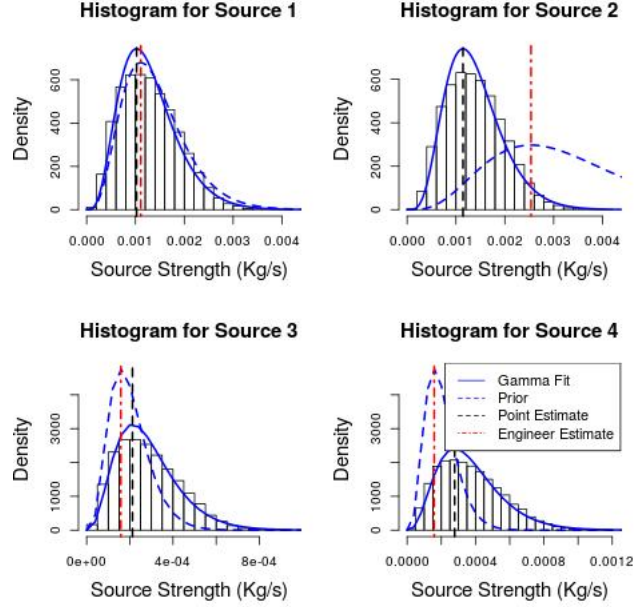 Histogram for Source 1
Density
0 200 400 600
0.000 0.001 0.002 0.003 0.004
Source Strength (Kg/s)
Histogram for Source 2
Density
0 200 400 600
0.000 0.001 0.002 0.003 0.004
Source Strength (Kg/s)
Histogram for Source 3
Density
0 1000 3000
0e+00 4e-04 8e-04
Source Strength (Kg/s)
Histogram for Source 4
Gamma Fit
Prior
Point Estimate
Engineer Estimate
Density
0 1000 3000
0.0000 0.0004 0.0008 0.0012
Source Strength (Kg/s)